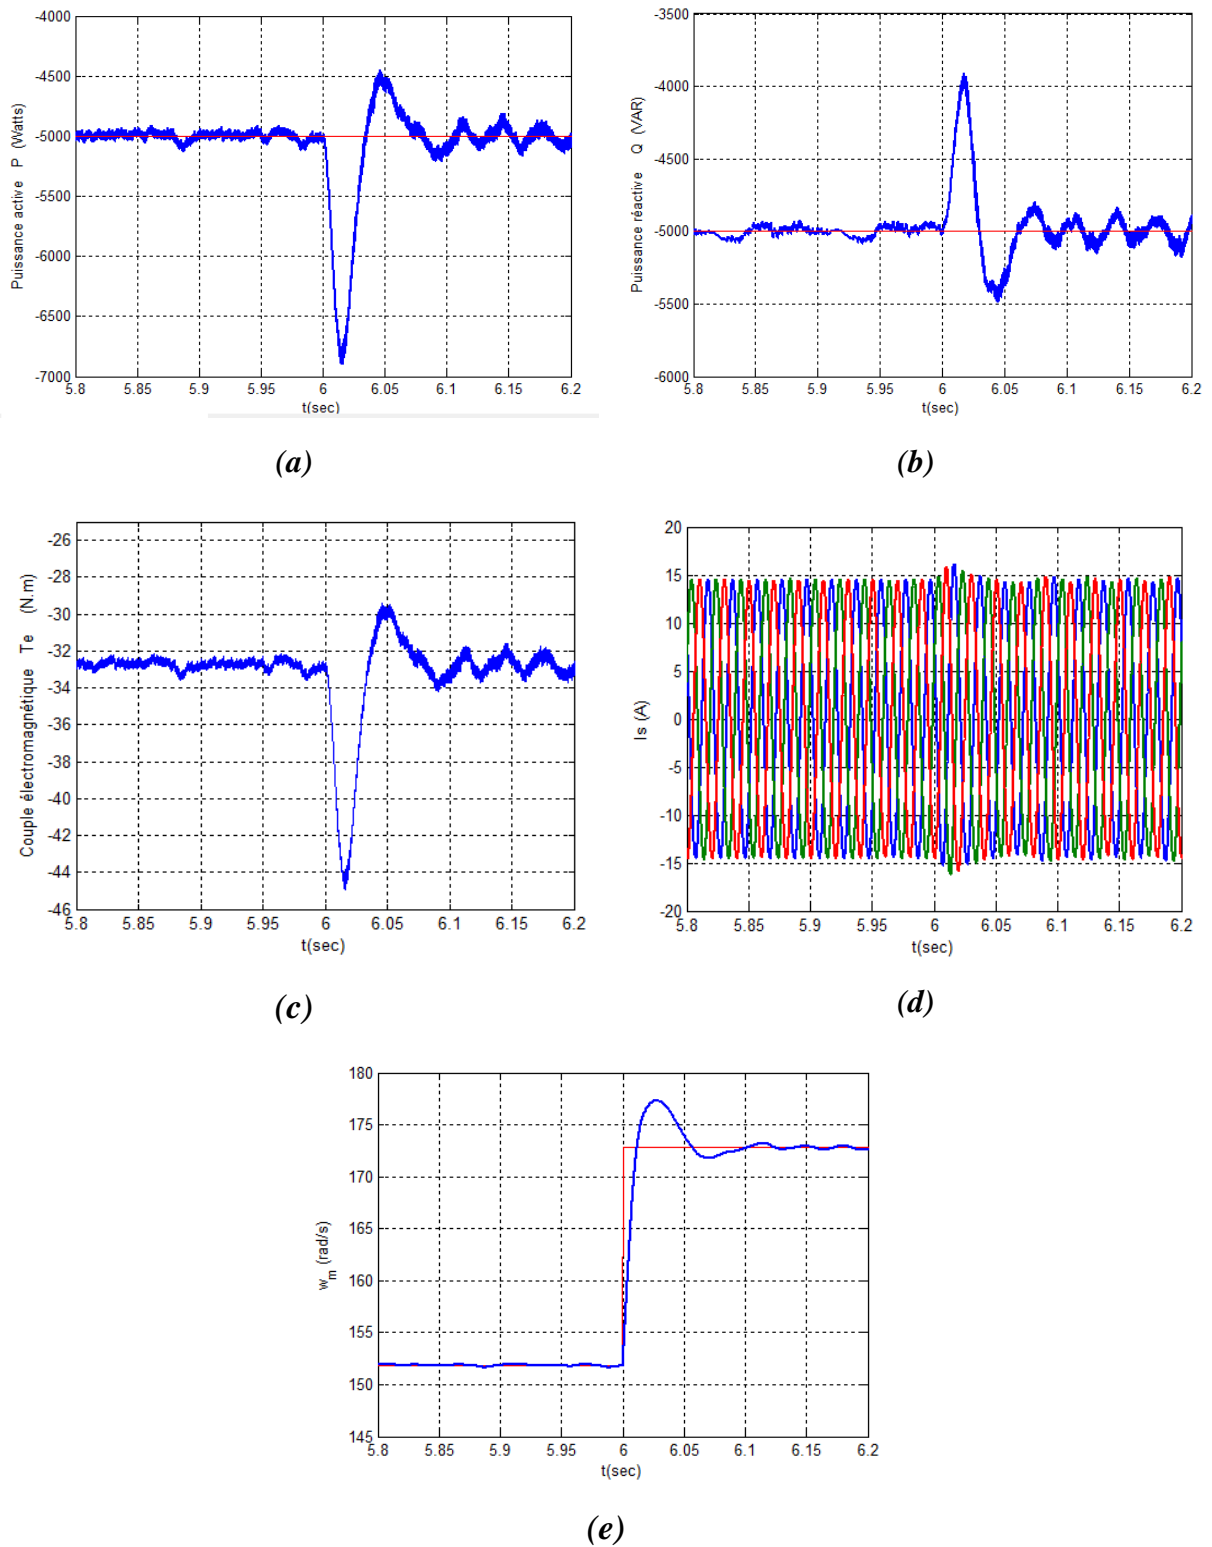 -4000
-4500
-5000
-5500
-6000
-6500
-7000
5.8 5.85 5.9 5.95 6 6.05 6.1 6.15 6.2
t(sec)
Puissance active P (Watts)
(a)
-3500
-4000
-4500
-5000
-5500
-6000
5.8 5.85 5.9 5.95 6 6.05 6.1 6.15 6.2
t(sec)
Puissance réactive Q (VAR)
(b)
-26
-28
-30
-32
-34
-36
-38
-40
-42
-44
-46
5.8 5.85 5.9 5.95 6 6.05 6.1 6.15 6.2
t(sec)
Couple électromagnétique Te (N.m)
(c)
20
15
10
5
0
-5
-10
-15
-20
5.8 5.85 5.9 5.95 6 6.05 6.1 6.15 6.2
t(sec)
Is (A)
(d)
180
175
170
165
160
155
150
145
5.8 5.85 5.9 5.95 6 6.05 6.1 6.15 6.2
t(sec)
w_m (rad/s)
(e)